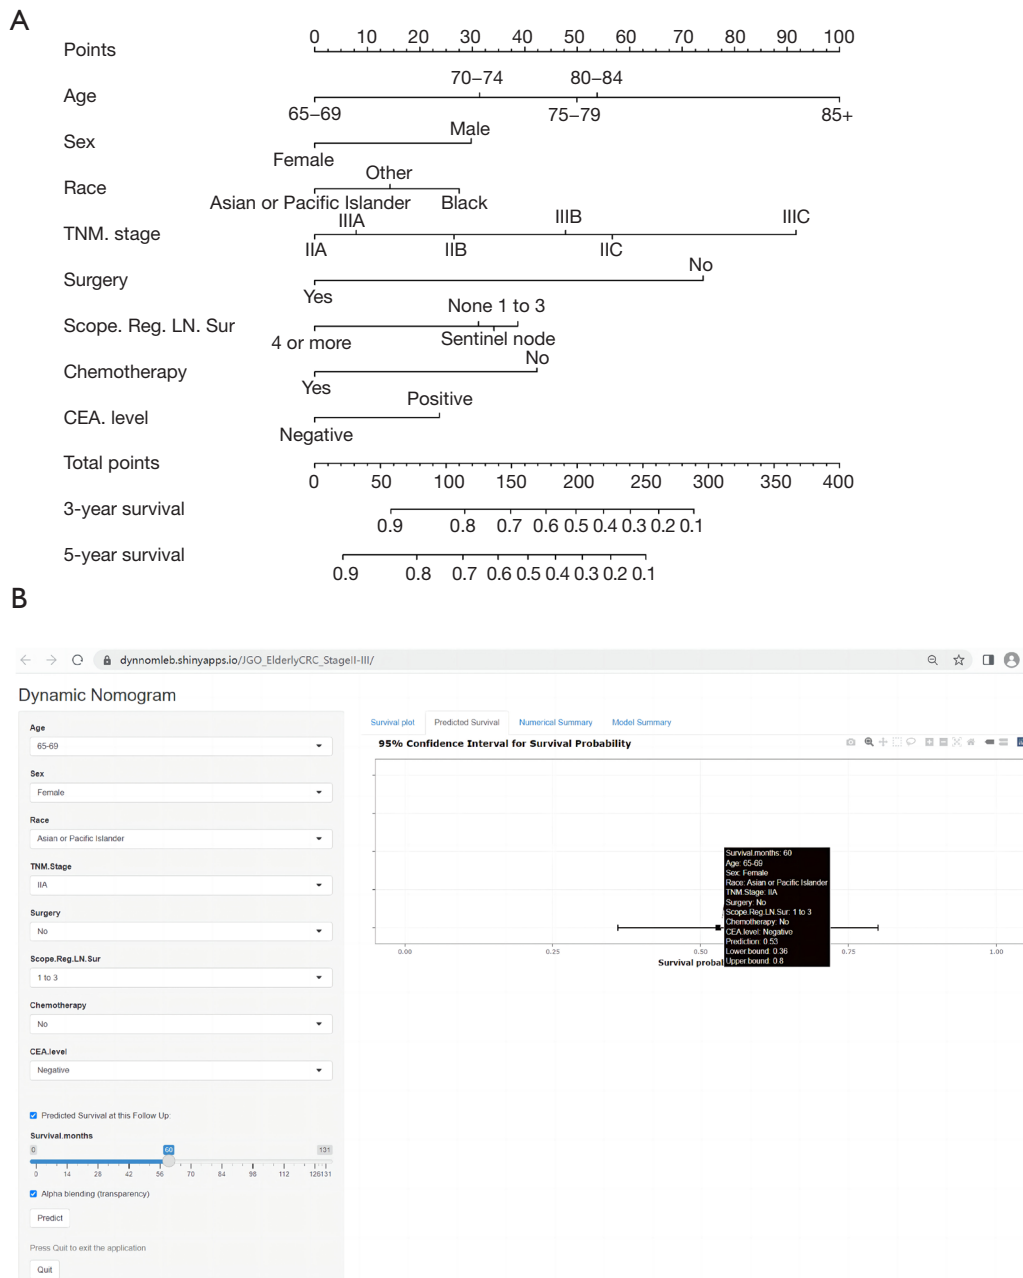 A
Points
0 10 20 30 40 50 60 70 80 90 100
70–74 80–84
Age
65–69 75–79 85+
Male
Sex
Female
Other
Race
Asian or Pacific Islander Black
IIIA IIIB IIIC
TNM. stage
IIA IIB IIC
No
Surgery
Yes
None 1 to 3
Scope. Reg. LN. Sur
4 or more Sentinel node
No
Chemotherapy
Yes
Positive
CEA. level
Negative
Total points
0 50 100 150 200 250 300 350 400
3-year survival
0.9 0.8 0.7 0.6 0.5 0.4 0.3 0.2 0.1
5-year survival
0.9 0.8 0.7 0.6 0.5 0.4 0.3 0.2 0.1
B
dynnomleb.shinyapps.io/JGO_ElderlyCRC_StageII-III/
Dynamic Nomogram
Age
65-69
Sex
Female
Race
Asian or Pacific Islander
TNM.Stage
IIA
Surgery
No
Scope.Reg.LN.Sur
1 to 3
Chemotherapy
No
CEA.level
Negative
Predicted Survival at this Follow Up:
Survival.months
0 60 131
0 14 28 42 56 70 84 98 112 126131
Alpha blending (transparency)
Predict
Press Quit to exit the application
Quit
Survival plot Predicted Survival Numerical Summary Model Summary
95% Confidence Interval for Survival Probability
Survival.months: 60
Age: 65-69
Sex: Female
Race: Asian or Pacific Islander
TNM.Stage: IIA
Surgery: No
Scope.Reg.LN.Sur: 1 to 3
Chemotherapy: No
CEA.level: Negative
Prediction: 0.53
Lower.bound: 0.36
Upper.bound: 0.8
0.00 0.25 0.50 0.75 1.00
Survival probal